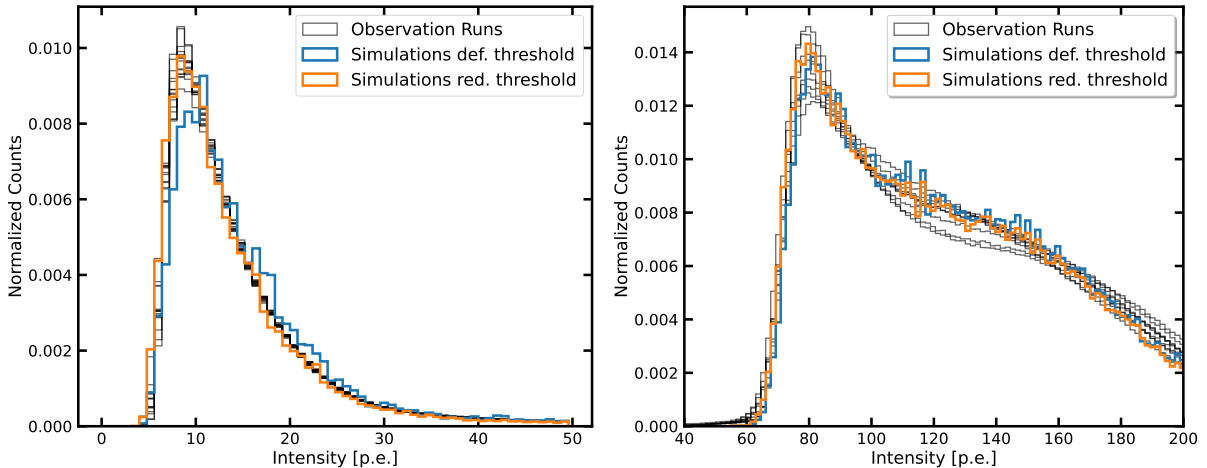 Observation Runs
Simulations def. threshold
Simulations red. threshold
Normalized Counts
0.010
0.008
0.006
0.004
0.002
0.000
0 10 20 30 40 50
Intensity [p.e.]
Observation Runs
Simulations def. threshold
Simulations red. threshold
Normalized Counts
0.014
0.012
0.010
0.008
0.006
0.004
0.002
0.000
40 60 80 100 120 140 160 180 200
Intensity [p.e.]